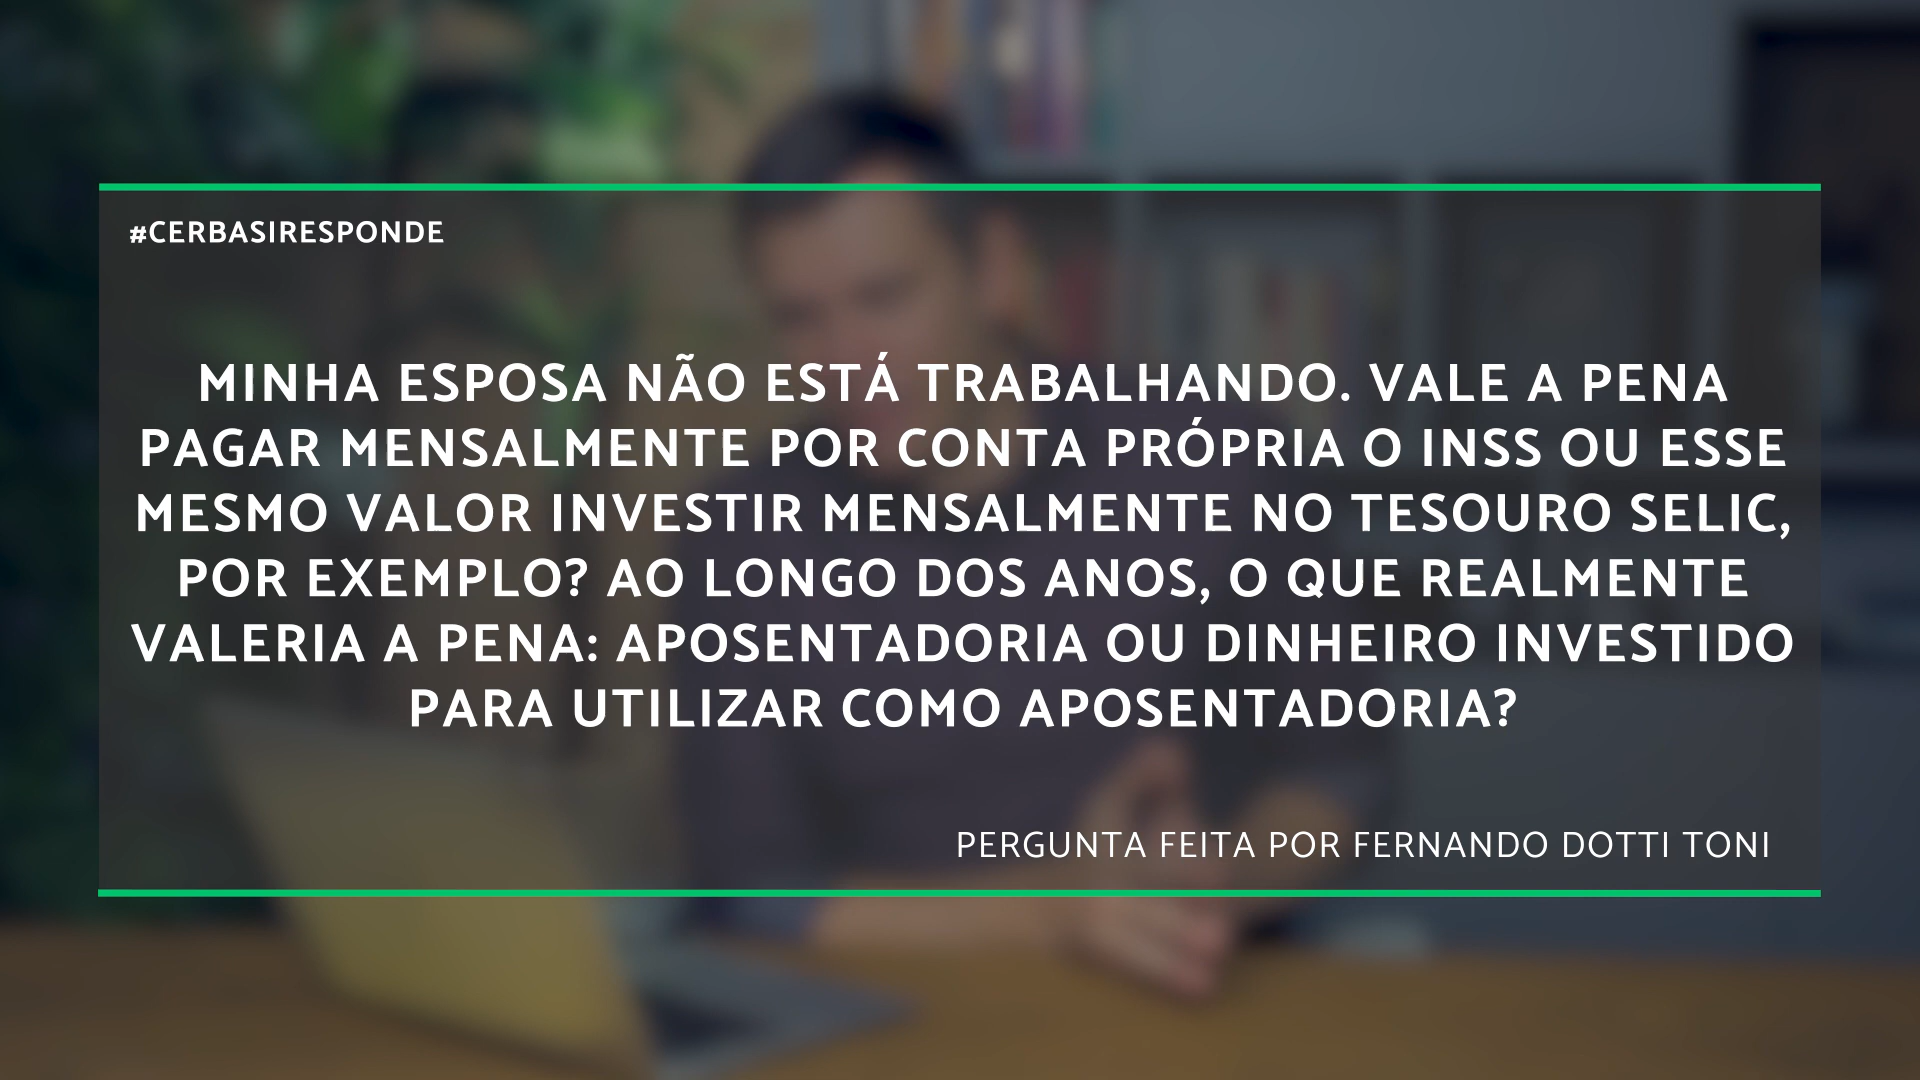 #CERBASIRESPONDE
MINHA ESPOSA NÃO ESTÁ TRABALHANDO. VALE A PENA
PAGAR MENSALMENTE POR CONTA PRÓPRIA O INSS OU ESSE
MESMO VALOR INVESTIR MENSALMENTE NO TESOURO SELIC,
POR EXEMPLO? AO LONGO DOS ANOS, O QUE REALMENTE
VALERIA A PENA: APOSENTADORIA OU DINHEIRO INVESTIDO
PARA UTILIZAR COMO APOSENTADORIA?
PERGUNTA FEITA POR FERNANDO DOTTI TONI